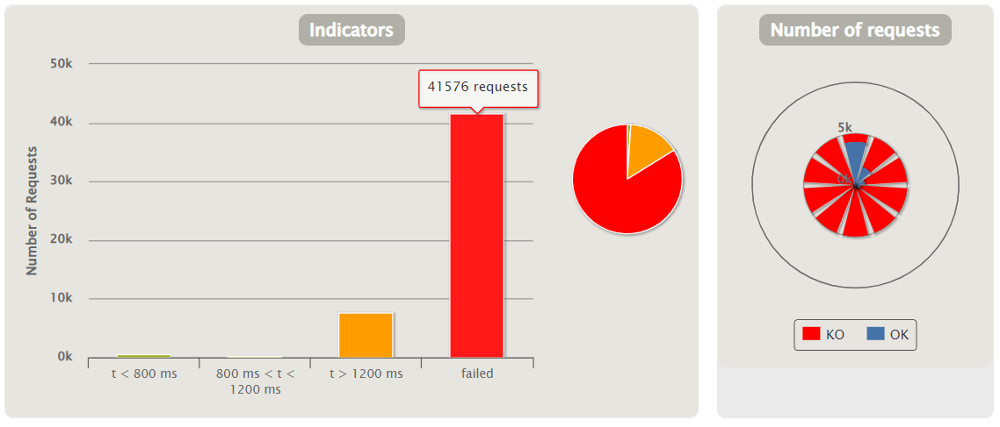 Indicators
Number of Requests
50k
40k
30k
20k
10k
0k
41576 requests
t < 800 ms
800 ms < t <
1200 ms
t > 1200 ms
failed
Number of requests
5k
0k
KO
OK